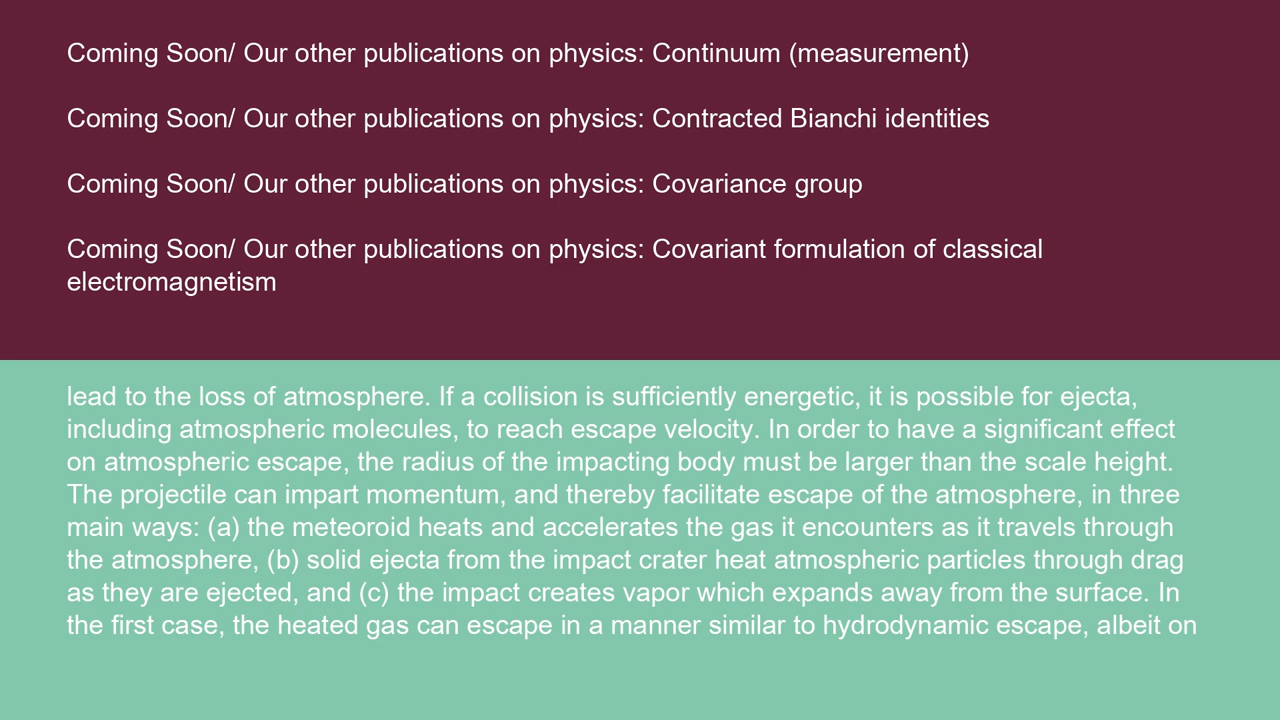 Coming Soon/ Our other publications on physics: Continuum (measurement)
Coming Soon/ Our other publications on physics: Contracted Bianchi identities
Coming Soon/ Our other publications on physics: Covariance group
Coming Soon/ Our other publications on physics: Covariant formulation of classical
electromagnetism
lead to the loss of atmosphere. If a collision is sufficiently energetic, it is possible for ejecta,
including atmospheric molecules, to reach escape velocity. In order to have a significant effect
on atmospheric escape, the radius of the impacting body must be larger than the scale height.
The projectile can impart momentum, and thereby facilitate escape of the atmosphere, in three
main ways: (a) the meteoroid heats and accelerates the gas it encounters as it travels through
the atmosphere, (b) solid ejecta from the impact crater heat atmospheric particles through drag
as they are ejected, and (c) the impact creates vapor which expands away from the surface. In
the first case, the heated gas can escape in a manner similar to hydrodynamic escape, albeit on